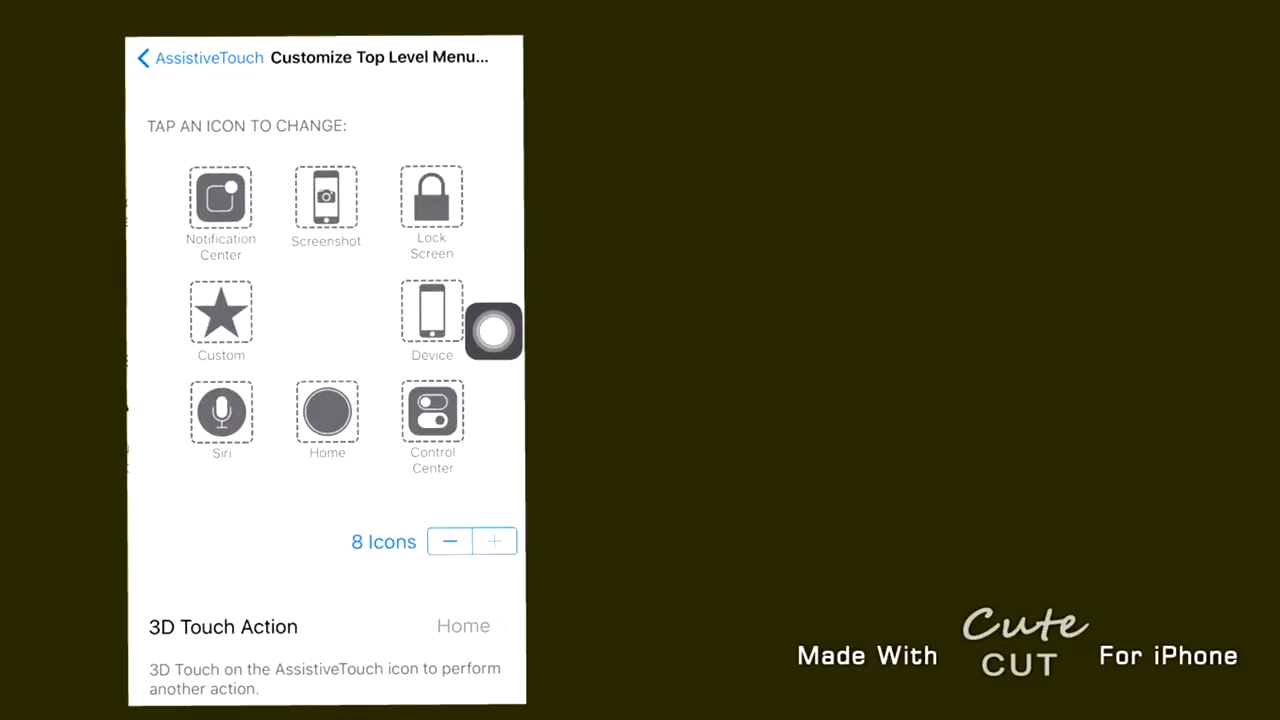 AssistiveTouch Customize Top Level Menu...
TAP AN ICON TO CHANGE:
Notification
Center
Screenshot
Lock
Screen
Custom
Device
Siri
Home
Control
Center
8 Icons
3D Touch Action Home
3D Touch on the AssistiveTouch icon to perform
another action.
Made With Cute CUT For iPhone